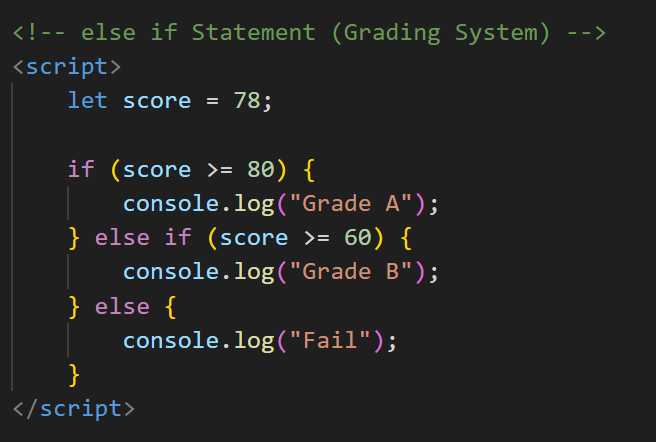 <!-- else if Statement (Grading System) -->
<script>
let score = 78;
if (score >= 80) {
console.log("Grade A");
} else if (score >= 60) {
console.log("Grade B");
} else {
console.log("Fail");
}
</script>